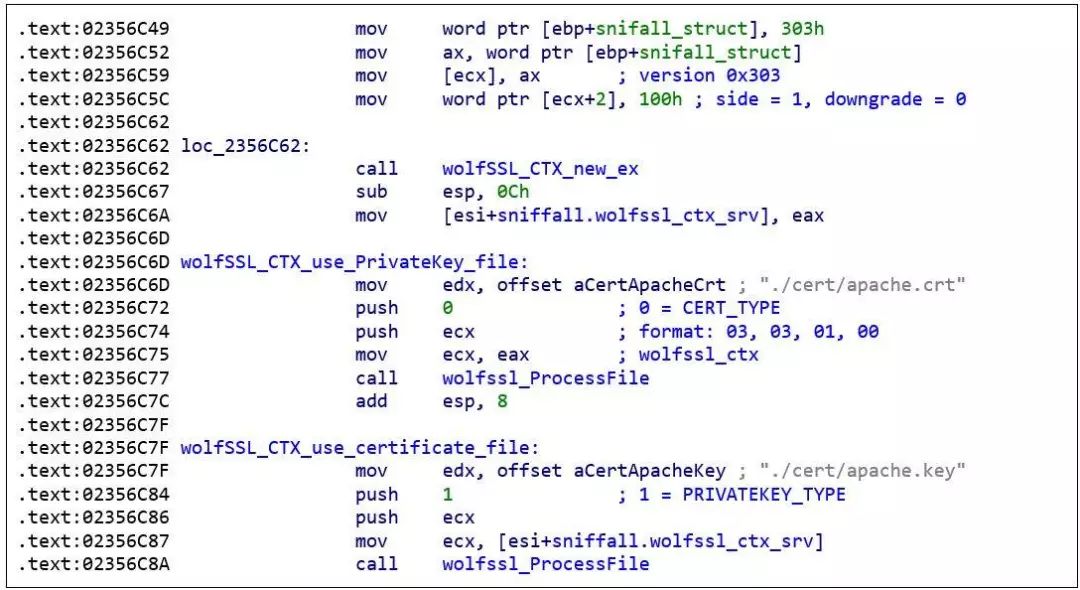 .text:02356C49 mov word ptr [ebp+snifall_struct], 303h
.text:02356C52 mov ax, word ptr [ebp+snifall_struct]
.text:02356C59 mov [ecx], ax ; version 0x303
.text:02356C5C mov word ptr [ecx+2], 100h ; side = 1, downgrade = 0
.text:02356C62
.text:02356C62 loc_2356C62:
.text:02356C62 call wolfSSL_CTX_new_ex
.text:02356C67 sub esp, 0Ch
.text:02356C6A mov [esi+sniffall.wolfssl_ctx_srv], eax
.text:02356C6D
.text:02356C6D wolfSSL_CTX_use_PrivateKey_file:
.text:02356C6D mov edx, offset aCertApacheCrt ; "./cert/apache.crt"
.text:02356C72 push 0 ; 0 = CERT_TYPE
.text:02356C74 push ecx ; format: 03, 03, 01, 00
.text:02356C75 mov ecx, eax ; wolfssl_ctx
.text:02356C77 call wolfssl_ProcessFile
.text:02356C7C add esp, 8
.text:02356C7F
.text:02356C7F wolfSSL_CTX_use_certificate_file:
.text:02356C7F mov edx, offset aCertApacheKey ; "./cert/apache.key"
.text:02356C84 push 1 ; 1 = PRIVATEKEY_TYPE
.text:02356C86 push ecx
.text:02356C87 mov ecx, [esi+sniffall.wolfssl_ctx_srv]
.text:02356C8A call wolfssl_ProcessFile